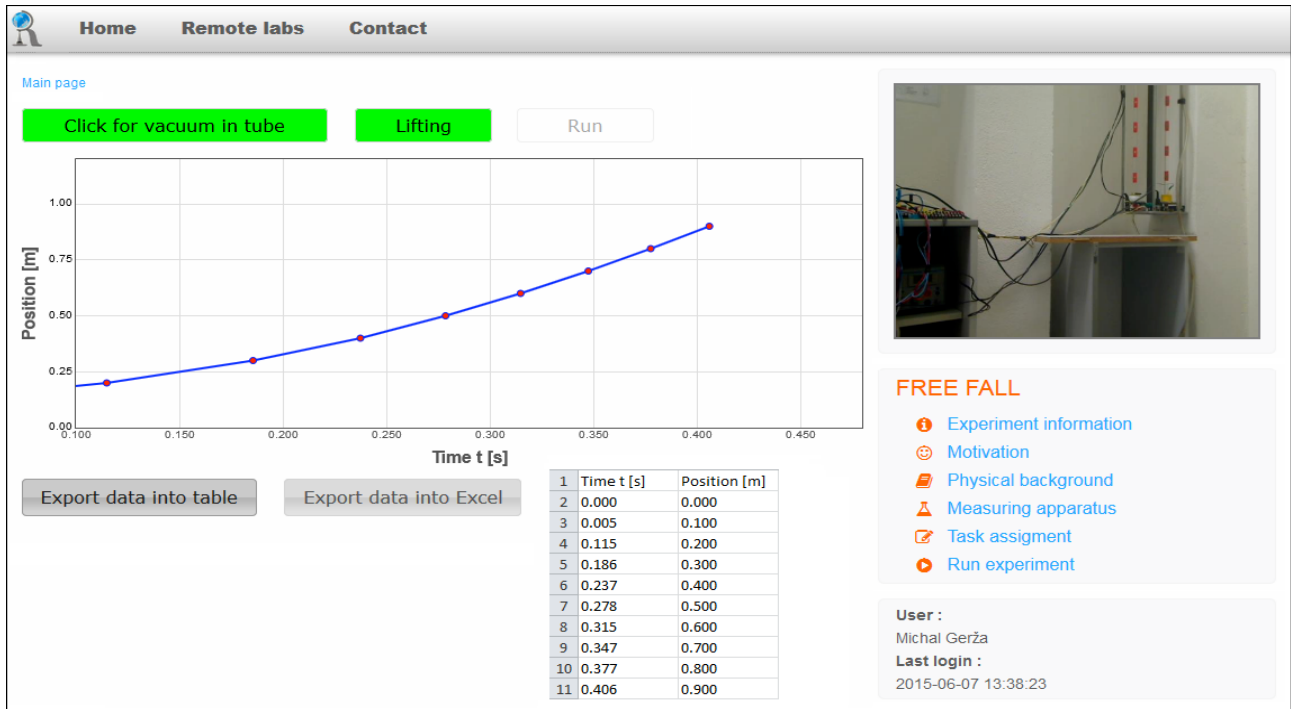 Home Remote labs Contact
Main page
Click for vacuum in tube Lifting Run
1.00
0.75
0.50
0.25
0.00
Position [m]
0.100 0.150 0.200 0.250 0.300 0.350 0.400 0.450
Time t [s]
Export data into table Export data into Excel
1 Time t [s] Position [m]
2 0.000 0.000
3 0.005 0.100
4 0.115 0.200
5 0.186 0.300
6 0.237 0.400
7 0.278 0.500
8 0.315 0.600
9 0.347 0.700
10 0.377 0.800
11 0.406 0.900
FREE FALL
Experiment information
Motivation
Physical background
Measuring apparatus
Task assigment
Run experiment
User :
Michal Gerža
Last login :
2015-06-07 13:38:23